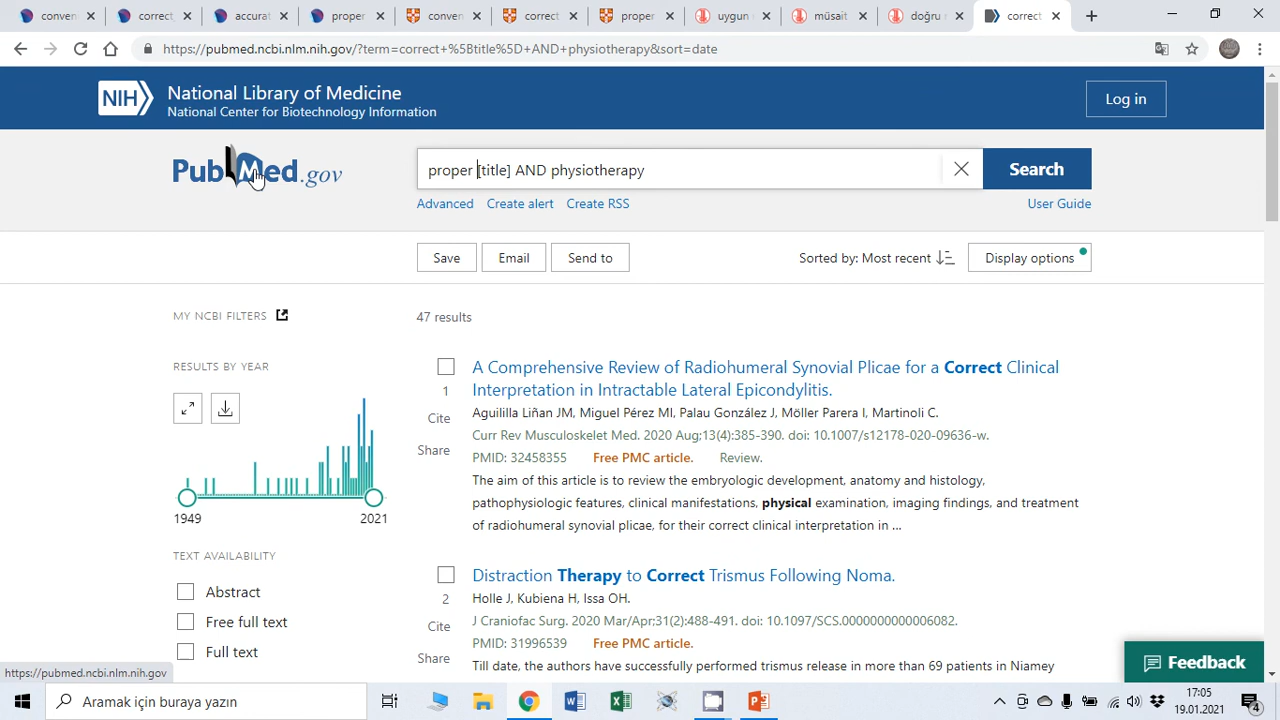 conven
correct
accurat
proper
conven
correct
proper
uygun
müsait
doğru
correct
https://pubmed.ncbi.nlm.nih.gov/?term=correct+%5Btitle%5D+AND+physiotherapy&sort=date
NIH
National Library of Medicine
National Center for Biotechnology Information
Log in
PubMed.gov
proper [title] AND physiotherapy
Search
Advanced
Create alert
Create RSS
User Guide
Save
Email
Send to
Sorted by: Most recent
Display options
MY NCBI FILTERS
47 results
RESULTS BY YEAR
1949
2021
TEXT AVAILABILITY
Abstract
Free full text
Full text
1
Cite
Share
A Comprehensive Review of Radiohumeral Synovial Plicae for a Correct Clinical
Interpretation in Intractable Lateral Epicondylitis.
Aguililla Liñan JM, Miguel Pérez MI, Palau González J, Möller Parera I, Martinoli C.
Curr Rev Musculoskelet Med. 2020 Aug;13(4):385-390. doi: 10.1007/s12178-020-09636-w.
PMID: 32458355 Free PMC article. Review.
The aim of this article is to review the embryologic development, anatomy and histology,
pathophysiologic features, clinical manifestations, physical examination, imaging findings, and treatment
of radiohumeral synovial plicae, for their correct clinical interpretation in ...
2
Cite
Share
Distraction Therapy to Correct Trismus Following Noma.
Holle J, Kubiena H, Issa OH.
J Craniofac Surg. 2020 Mar/Apr;31(2):488-491. doi: 10.1097/SCS.0000000000006082.
PMID: 31996539 Free PMC article.
Till date, the authors have successfully performed trismus release in more than 69 patients in Niamey
Feedback
https://pubmed.ncbi.nlm.nih.gov
Aramak için buraya yazın
17:05
19.01.2021
4